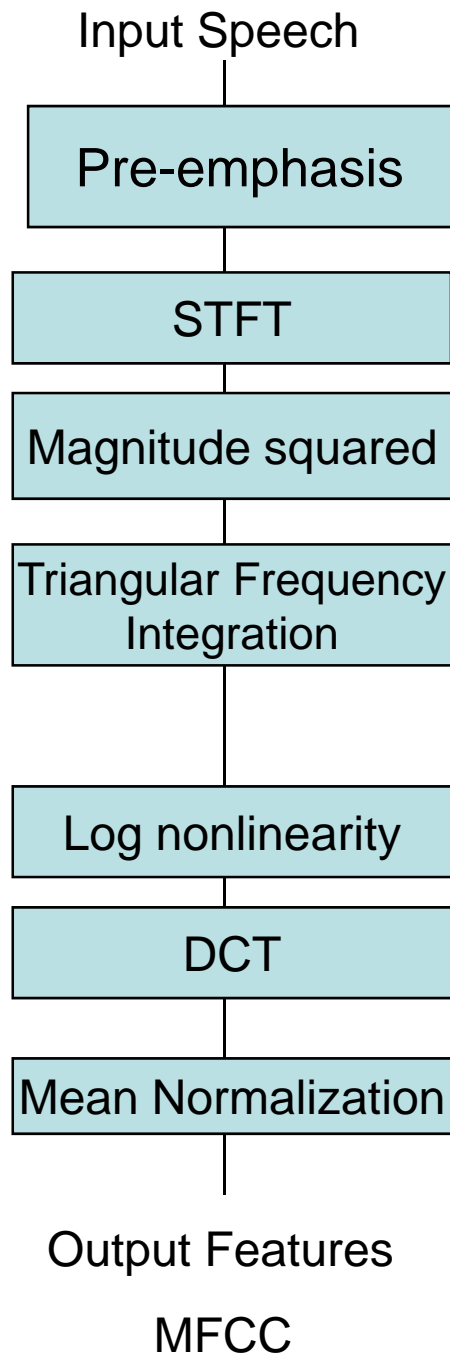 Input Speech
Pre-emphasis
STFT
Magnitude squared
Triangular Frequency
Integration
Log nonlinearity
DCT
Mean Normalization
Output Features
MFCC